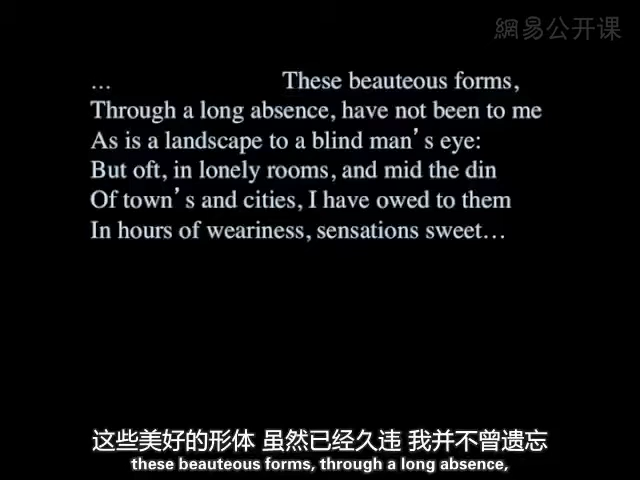 網易公开课
... These beauteous forms,
Through a long absence, have not been to me
As is a landscape to a blind man's eye:
But oft, in lonely rooms, and mid the din
Of town's and cities, I have owed to them
In hours of weariness, sensations sweet...
这些美好的形体 虽然已经久违 我并不曾遗忘
these beauteous forms, through a long absence,